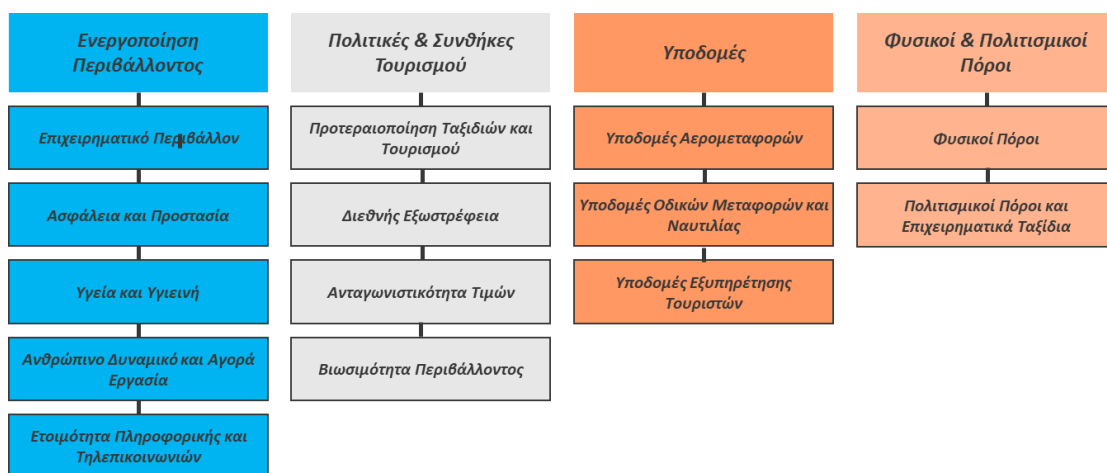 Ενεργοποίηση
Περιβάλλοντος
Επιχειρηματικό Περιβάλλον
Ασφάλεια και Προστασία
Υγεία και Υγιεινή
Ανθρώπινο Δυναμικό και Αγορά
Εργασία
Ετοιμότητα Πληροφορικής και
Τηλεπικοινωνιών
Πολιτικές & Συνθήκες
Τουρισμού
Προτεραιοποίηση Ταξιδιών και
Τουρισμού
Διεθνής Εξωστρέφεια
Ανταγωνιστικότητα Τιμών
Βιωσιμότητα Περιβάλλοντος
Υποδομές
Υποδομές Αερομεταφορών
Υποδομές Οδικών Μεταφορών και
Ναυτιλίας
Υποδομές Εξυπηρέτησης
Τουριστών
Φυσικοί & Πολιτισμικοί
Πόροι
Φυσικοί Πόροι
Πολιτισμικοί Πόροι και
Επιχειρηματικά Ταξίδια